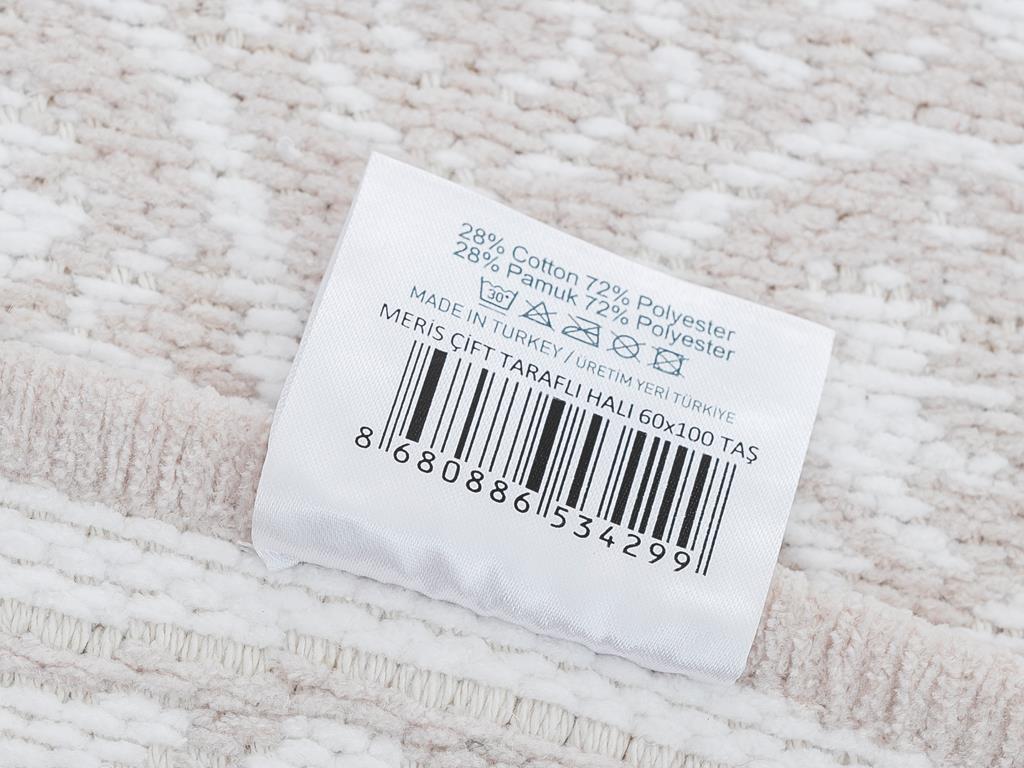 28% Cotton 72% Polyester
28% Pamuk 72% Polyester
30°
MADE IN TURKEY / ÜRETİM YERİ TÜRKİYE
MERİS ÇİFT TARAFLI HALI 60x100 TAŞ
8 680886 534299